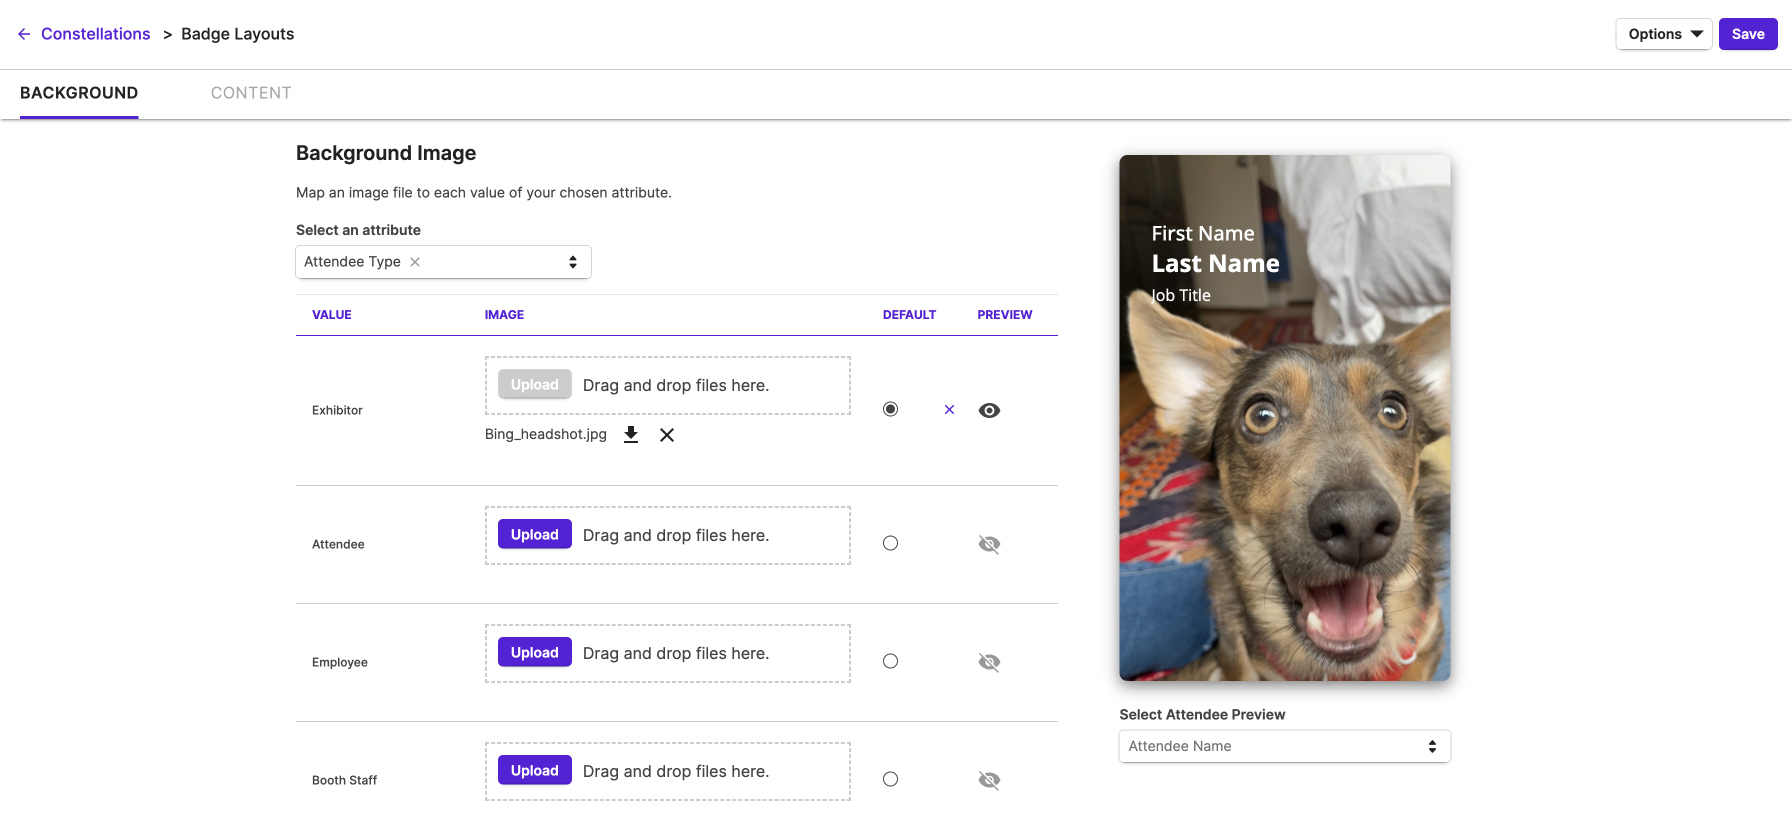 Constellations > Badge Layouts
Options
Save
BACKGROUND
CONTENT
Background Image
Map an image file to each value of your chosen attribute.
Select an attribute
Attendee Type
VALUE IMAGE DEFAULT PREVIEW
Exhibitor
Upload Drag and drop files here.
Bing_headshot.jpg
Attendee
Upload Drag and drop files here.
Employee
Upload Drag and drop files here.
Booth Staff
Upload Drag and drop files here.
First Name
Last Name
Job Title
Select Attendee Preview
Attendee Name